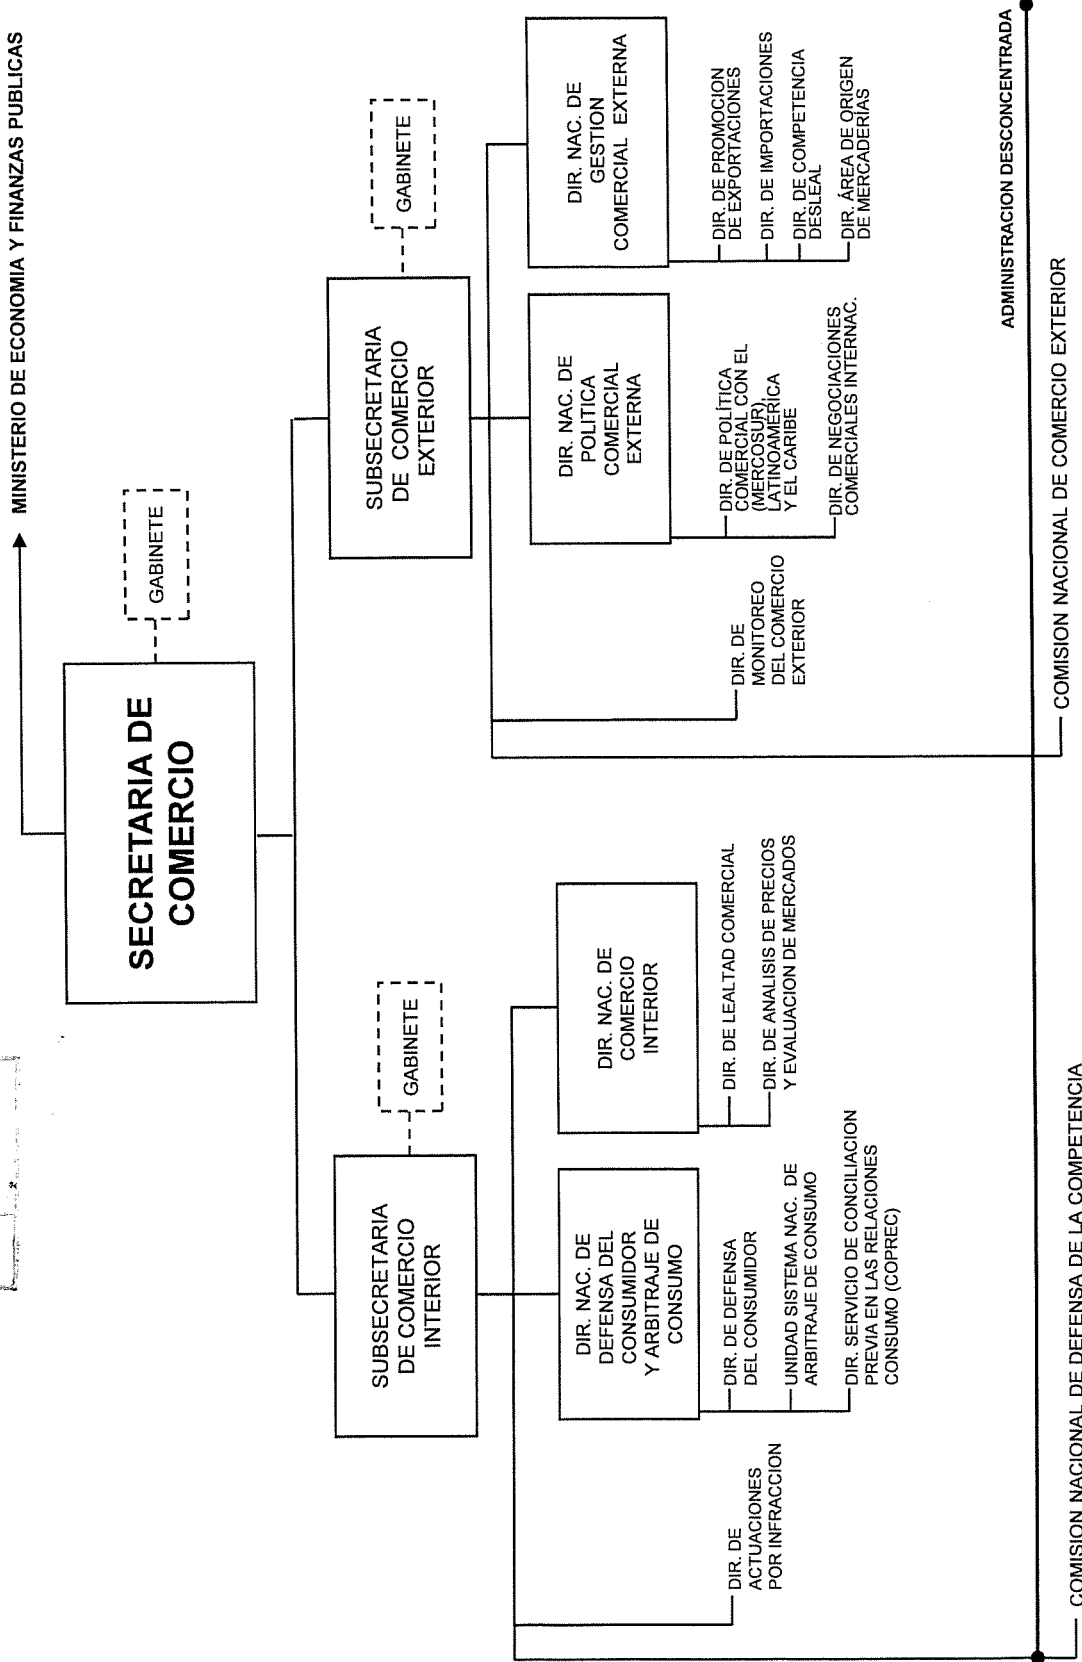 MINISTERIO DE ECONOMIA Y FINANZAS PUBLICAS
SECRETARIA DE
COMERCIO
GABINETE
SUBSECRETARIA
DE COMERCIO
INTERIOR
GABINETE
SUBSECRETARIA
DE COMERCIO
EXTERIOR
GABINETE
DIR. NAC. DE
DEFENSA DEL
CONSUMIDOR
Y ARBITRAJE DE
CONSUMO
DIR. NAC. DE
COMERCIO
INTERIOR
DIR. NAC. DE
POLITICA
COMERCIAL
EXTERNA
DIR. NAC. DE
GESTION
COMERCIAL EXTERNA
DIR. DE
ACTUACIONES
POR INFRACCION
DIR. DE DEFENSA
DEL CONSUMIDOR
UNIDAD SISTEMA NAC. DE
ARBITRAJE DE CONSUMO
DIR. SERVICIO DE CONCILIACION
PREVIA EN LAS RELACIONES
CONSUMO (COPREC)
DIR. DE LEALTAD COMERCIAL
DIR. DE ANALISIS DE PRECIOS
Y EVALUACION DE MERCADOS
DIR. DE
MONITOREO
DEL COMERCIO
EXTERIOR
DIR. DE POLÍTICA
COMERCIAL CON EL
(MERCOSUR),
LATINOAMERICA
Y EL CARIBE
DIR. DE NEGOCIACIONES
COMERCIALES INTERNAC.
DIR. DE PROMOCION
DE EXPORTACIONES
DIR. DE IMPORTACIONES
DIR. DE COMPETENCIA
DESLEAL
DIR. ÁREA DE ORIGEN
DE MERCADERÍAS
ADMINISTRACION DESCONCENTRADA
COMISION NACIONAL DE COMERCIO EXTERIOR
COMISION NACIONAL DE DEFENSA DE LA COMPETENCIA